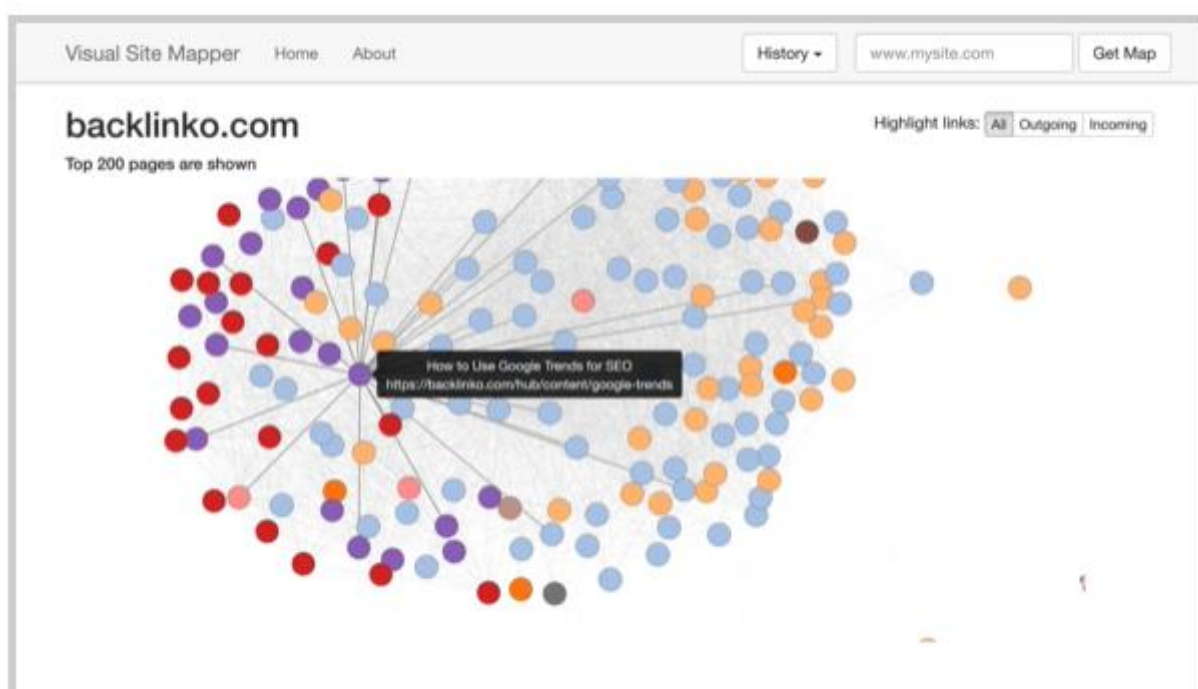 Visual Site Mapper Home About History www.mysite.com Get Map
backlinko.com
Highlight links: All Outgoing Incoming
Top 200 pages are shown
How to Use Google Trends for SEO
https://backlinko.com/hub/content/google-trends